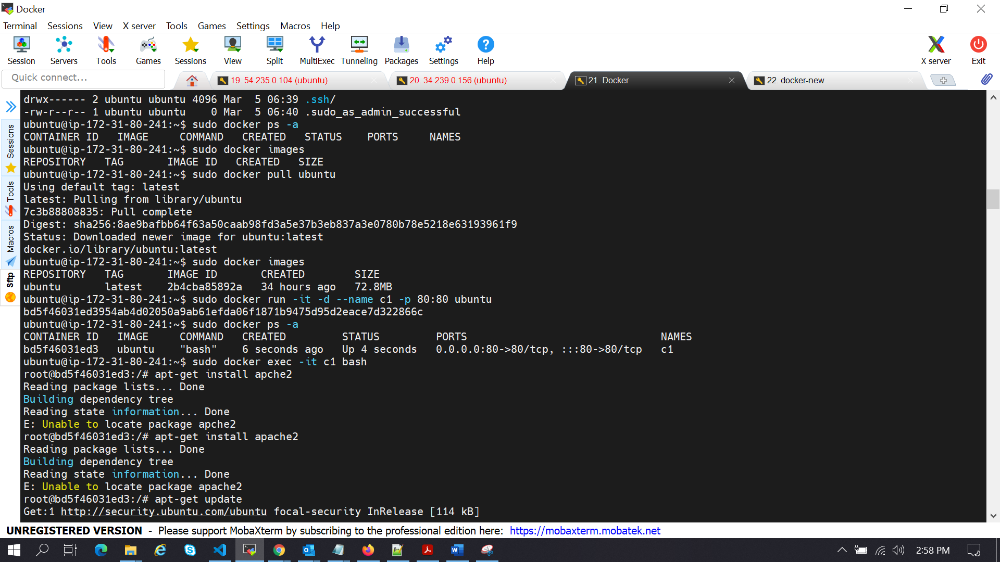 Docker
Terminal Sessions View X server Tools Games Settings Macros Help
Session Servers Tools Games Sessions View Split MultiExec Tunneling Packages Settings Help X server Exit
Quick connect...
19. 54.235.0.104 (ubuntu)
20. 34.239.0.156 (ubuntu)
21. Docker
22. docker-new
Sessions
Tools
Macros
Sftp
drwx------ 2 ubuntu ubuntu 4096 Mar  5 06:39 .ssh/
-rw-r--r-- 1 ubuntu ubuntu    0 Mar  5 06:40 .sudo_as_admin_successful
ubuntu@ip-172-31-80-241:~$ sudo docker ps -a
CONTAINER ID   IMAGE     COMMAND   CREATED   STATUS    PORTS     NAMES
ubuntu@ip-172-31-80-241:~$ sudo docker images
REPOSITORY   TAG       IMAGE ID   CREATED   SIZE
ubuntu@ip-172-31-80-241:~$ sudo docker pull ubuntu
Using default tag: latest
latest: Pulling from library/ubuntu
7c3b88808835: Pull complete
Digest: sha256:8ae9bafbb64f63a50caab98fd3a5e37b3eb837a3e0780b78e5218e63193961f9
Status: Downloaded newer image for ubuntu:latest
docker.io/library/ubuntu:latest
ubuntu@ip-172-31-80-241:~$ sudo docker images
REPOSITORY   TAG       IMAGE ID       CREATED        SIZE
ubuntu       latest    2b4cba85892a   34 hours ago   72.8MB
ubuntu@ip-172-31-80-241:~$ sudo docker run -it -d --name c1 -p 80:80 ubuntu
bd5f46031ed3954ab4d02050a9ab61efda06f1871b9475d95d2eace7d322866c
ubuntu@ip-172-31-80-241:~$ sudo docker ps -a
CONTAINER ID   IMAGE     COMMAND   CREATED         STATUS         PORTS                               NAMES
bd5f46031ed3   ubuntu    "bash"    6 seconds ago   Up 4 seconds   0.0.0.0:80->80/tcp, :::80->80/tcp   c1
ubuntu@ip-172-31-80-241:~$ sudo docker exec -it c1 bash
root@bd5f46031ed3:/# apt-get install apche2
Reading package lists... Done
Building dependency tree
Reading state information... Done
E: Unable to locate package apche2
root@bd5f46031ed3:/# apt-get install apache2
Reading package lists... Done
Building dependency tree
Reading state information... Done
E: Unable to locate package apache2
root@bd5f46031ed3:/# apt-get update
Get:1 http://security.ubuntu.com/ubuntu focal-security InRelease [114 kB]
UNREGISTERED VERSION - Please support MobaXterm by subscribing to the professional edition here: https://mobaxterm.mobatek.net
2:58 PM